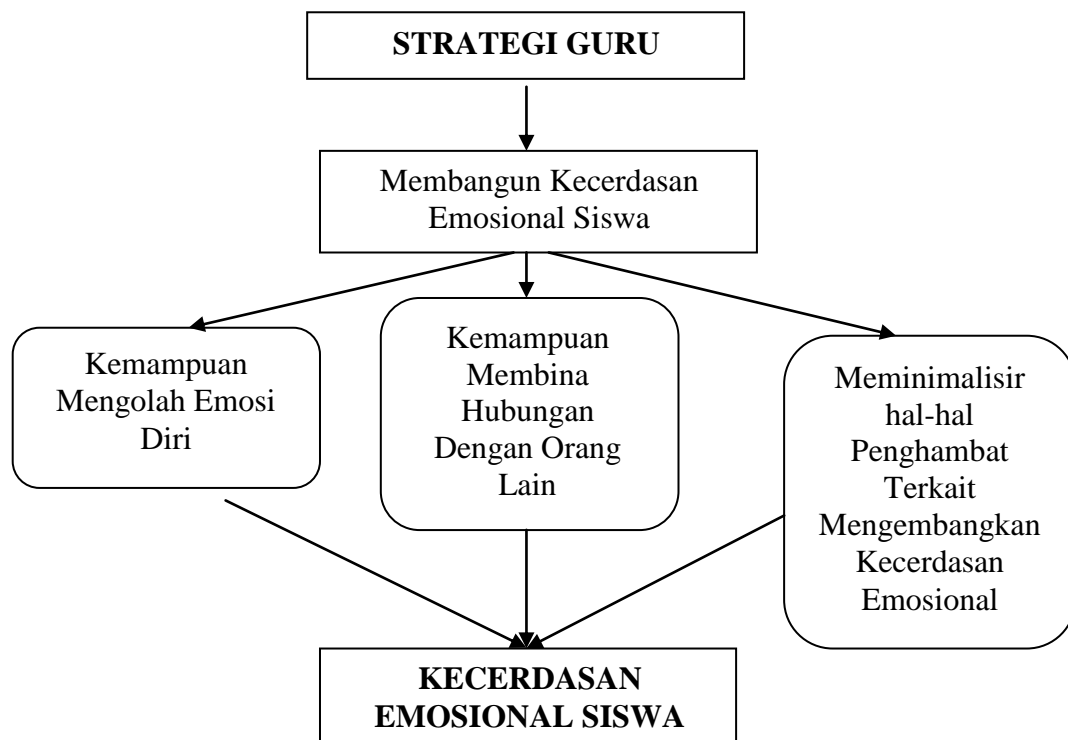 STRATEGI GURU
Membangun Kecerdasan
Emosional Siswa
Kemampuan
Mengolah Emosi
Diri
Kemampuan
Membina
Hubungan
Dengan Orang
Lain
Meminimalisir
hal-hal
Penghambat
Terkait
Mengembangkan
Kecerdasan
Emosional
KECERDASAN
EMOSIONAL SISWA